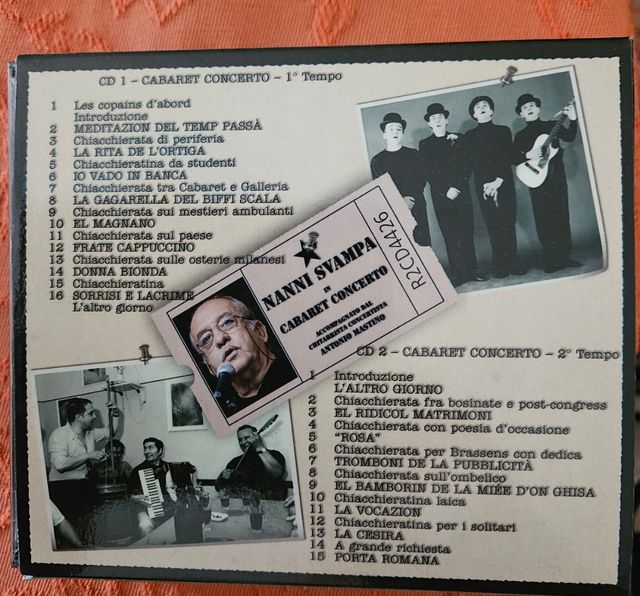 CD 1 – CABARET CONCERTO – 1° Tempo
1 Les copains d'abord
Introduzione
2 MEDITAZION DEL TEMP PASSÀ
3 Chiacchierata di periferia
4 LA RITA DE L'ORTIGA
5 Chiacchieratina da studenti
6 IO VADO IN BANCA
7 Chiacchierata tra Cabaret e Galleria
8 LA GAGARELLA DEL BIFFI SCALA
9 Chiacchierata sui mestieri ambulanti
10 EL MAGNANO
11 Chiacchierata sul paese
12 FRATE CAPPUCCINO
13 Chiacchierata sulle osterie milanesi
14 DONNA BIONDA
15 Chiacchieratina
16 SORRISI E LACRIME
L'altro giorno
NANNI SVAMPA
IN
CABARET CONCERTO
ACCOMPAGNATO DAL
CHITARRISTA CONCERTISTA
ANTONIO MASTINO
R2CD4426
CD 2 – CABARET CONCERTO – 2° Tempo
1 Introduzione
L'ALTRO GIORNO
2 Chiacchierata fra bosinate e post-congress
3 EL RIDICOL MATRIMONI
4 Chiacchierata con poesia d'occasione
5 "ROSA"
6 Chiacchierata per Brassens con dedica
7 TROMBONI DE LA PUBBLICITÀ
8 Chiacchierata sull'ombelico
9 EL BAMBORIN DE LA MIÉE D'ON GHISA
10 Chiacchieratina laica
11 LA VOCAZION
12 Chiacchieratina per i solitari
13 LA CESIRA
14 A grande richiesta
15 PORTA ROMANA